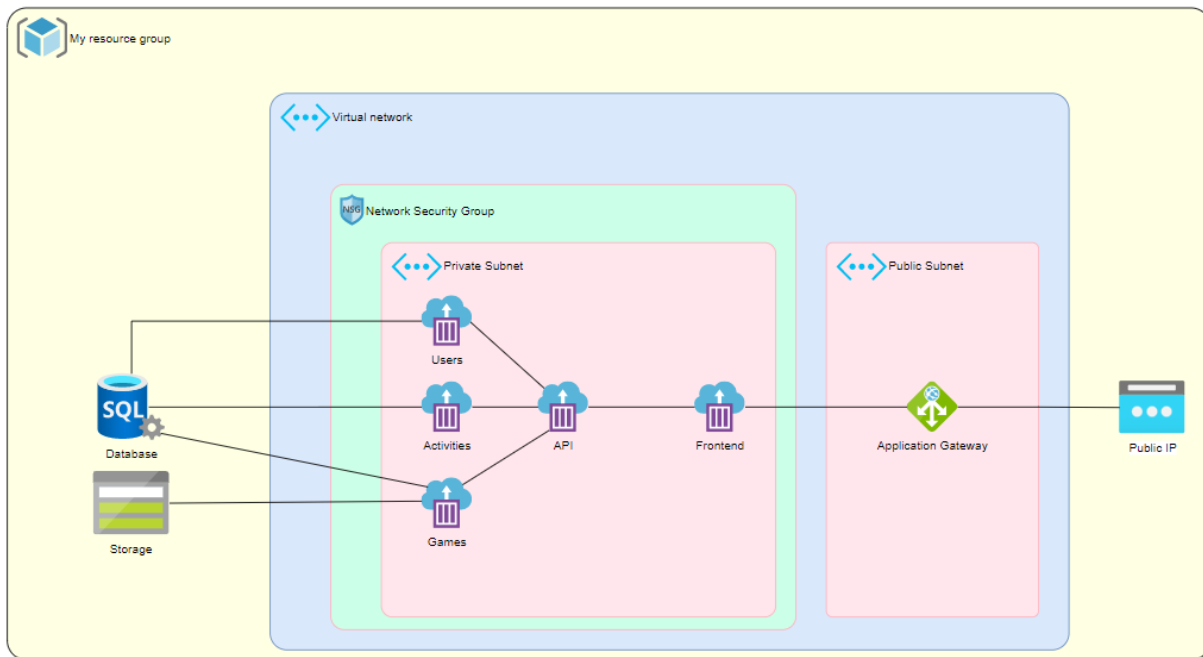 My resource group
Virtual network
NSG
Network Security Group
Private Subnet
Public Subnet
Users
SQL
Database
Activities
API
Frontend
Application Gateway
Public IP
Storage
Games